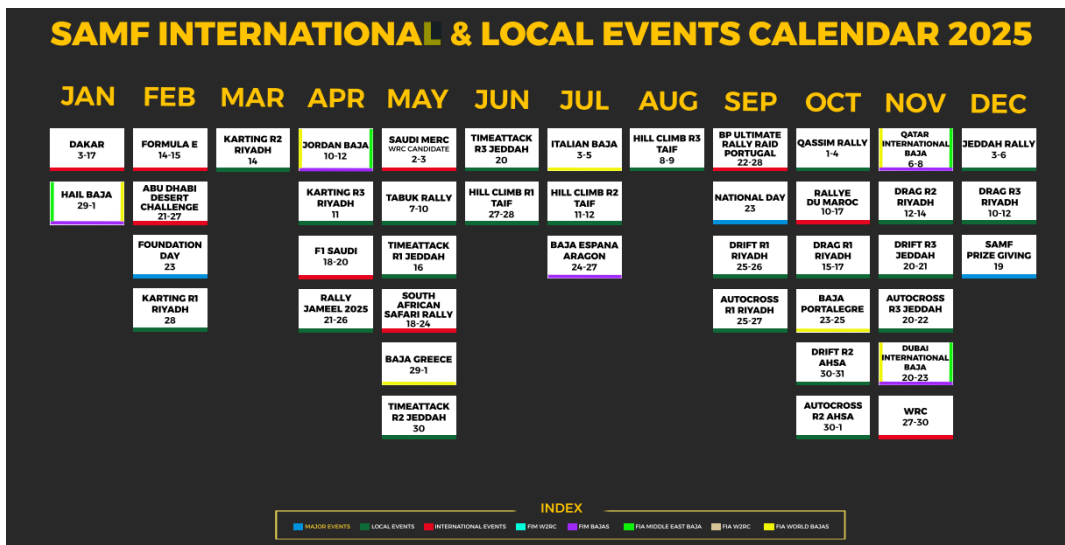 SAMF INTERNATIONAL & LOCAL EVENTS CALENDAR 2025
JAN
DAKAR
3-17
HAIL BAJA
29-1
FEB
FORMULA E
14-15
ABU DHABI
DESERT
CHALLENGE
21-27
FOUNDATION
DAY
23
KARTING R1
RIYADH
28
MAR
KARTING R2
RIYADH
14
APR
JORDAN BAJA
10-12
KARTING R3
RIYADH
11
F1 SAUDI
18-20
RALLY
JAMEEL 2025
21-26
MAY
SAUDI MERC
WRC CANDIDATE
2-3
TABUK RALLY
7-10
TIMEATTACK
R1 JEDDAH
16
SOUTH
AFRICAN
SAFARI RALLY
18-24
BAJA GREECE
29-1
TIMEATTACK
R2 JEDDAH
30
JUN
TIMEATTACK
R3 JEDDAH
20
HILL CLIMB R1
TAIF
27-28
JUL
ITALIAN BAJA
3-5
HILL CLIMB R2
TAIF
11-12
BAJA ESPANA
ARAGON
24-27
AUG
HILL CLIMB R3
TAIF
8-9
SEP
BP ULTIMATE
RALLY RAID
PORTUGAL
22-28
NATIONAL DAY
23
DRIFT R1
RIYADH
25-26
AUTOCROSS
R1 RIYADH
25-27
OCT
QASSIM RALLY
1-4
RALLYE
DU MAROC
10-17
DRAG R1
RIYADH
15-17
BAJA
PORTALEGRE
23-25
DRIFT R2
AHSA
30-31
AUTOCROSS
R2 AHSA
30-1
NOV
QATAR
INTERNATIONAL
BAJA
6-8
DRAG R2
RIYADH
12-14
DRIFT R3
JEDDAH
20-21
AUTOCROSS
R3 JEDDAH
20-22
DUBAI
INTERNATIONAL
BAJA
20-23
WRC
27-30
DEC
JEDDAH RALLY
3-6
DRAG R3
RIYADH
10-12
SAMF
PRIZE GIVING
19
INDEX
MAJOR EVENTS
LOCAL EVENTS
INTERNATIONAL EVENTS
FIM W2RC
FIM BAJAS
FIA MIDDLE EAST BAJA
FIA W2RC
FIA WORLD BAJAS